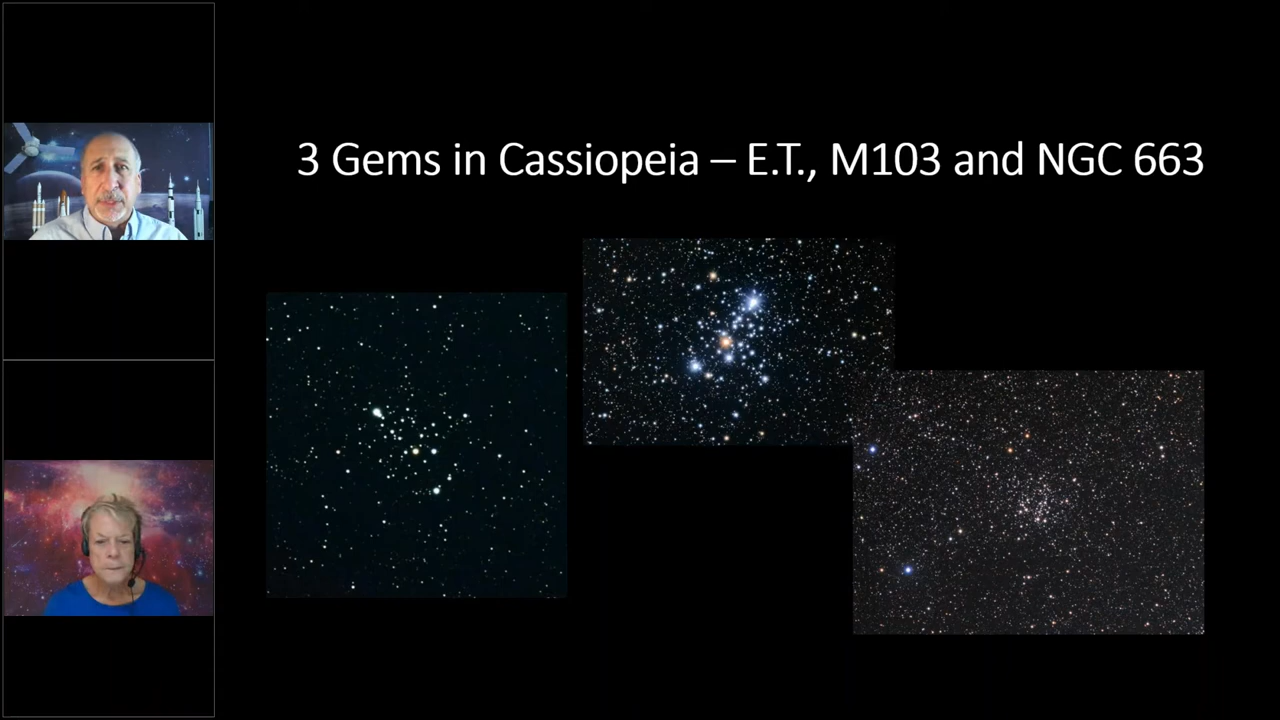 3 Gems in Cassiopeia – E.T., M103 and NGC 663